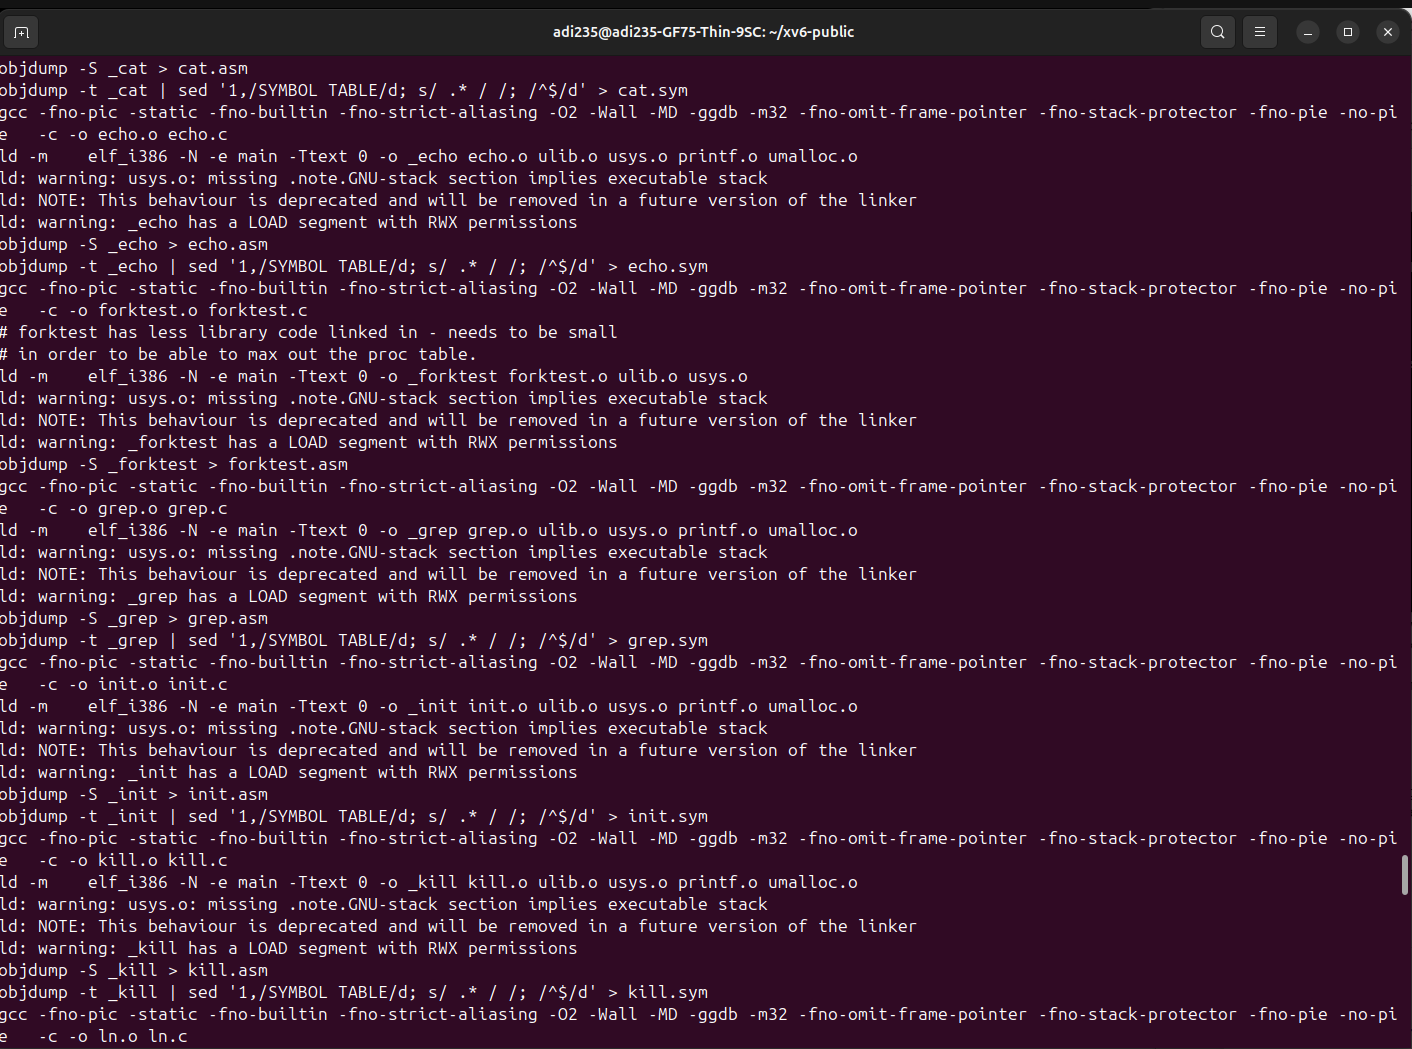 adi235@adi235-GF75-Thin-9SC: ~/xv6-public
objdump -S _cat > cat.asm
objdump -t _cat | sed '1,/SYMBOL TABLE/d; s/ .* / /; /^$/d' > cat.sym
gcc -fno-pic -static -fno-builtin -fno-strict-aliasing -O2 -Wall -MD -ggdb -m32 -fno-omit-frame-pointer -fno-stack-protector -fno-pie -no-pi
e   -c -o echo.o echo.c
ld -m    elf_i386 -N -e main -Ttext 0 -o _echo echo.o ulib.o usys.o printf.o umalloc.o
ld: warning: usys.o: missing .note.GNU-stack section implies executable stack
ld: NOTE: This behaviour is deprecated and will be removed in a future version of the linker
ld: warning: _echo has a LOAD segment with RWX permissions
objdump -S _echo > echo.asm
objdump -t _echo | sed '1,/SYMBOL TABLE/d; s/ .* / /; /^$/d' > echo.sym
gcc -fno-pic -static -fno-builtin -fno-strict-aliasing -O2 -Wall -MD -ggdb -m32 -fno-omit-frame-pointer -fno-stack-protector -fno-pie -no-pi
e   -c -o forktest.o forktest.c
# forktest has less library code linked in - needs to be small
# in order to be able to max out the proc table.
ld -m    elf_i386 -N -e main -Ttext 0 -o _forktest forktest.o ulib.o usys.o
ld: warning: usys.o: missing .note.GNU-stack section implies executable stack
ld: NOTE: This behaviour is deprecated and will be removed in a future version of the linker
ld: warning: _forktest has a LOAD segment with RWX permissions
objdump -S _forktest > forktest.asm
gcc -fno-pic -static -fno-builtin -fno-strict-aliasing -O2 -Wall -MD -ggdb -m32 -fno-omit-frame-pointer -fno-stack-protector -fno-pie -no-pi
e   -c -o grep.o grep.c
ld -m    elf_i386 -N -e main -Ttext 0 -o _grep grep.o ulib.o usys.o printf.o umalloc.o
ld: warning: usys.o: missing .note.GNU-stack section implies executable stack
ld: NOTE: This behaviour is deprecated and will be removed in a future version of the linker
ld: warning: _grep has a LOAD segment with RWX permissions
objdump -S _grep > grep.asm
objdump -t _grep | sed '1,/SYMBOL TABLE/d; s/ .* / /; /^$/d' > grep.sym
gcc -fno-pic -static -fno-builtin -fno-strict-aliasing -O2 -Wall -MD -ggdb -m32 -fno-omit-frame-pointer -fno-stack-protector -fno-pie -no-pi
e   -c -o init.o init.c
ld -m    elf_i386 -N -e main -Ttext 0 -o _init init.o ulib.o usys.o printf.o umalloc.o
ld: warning: usys.o: missing .note.GNU-stack section implies executable stack
ld: NOTE: This behaviour is deprecated and will be removed in a future version of the linker
ld: warning: _init has a LOAD segment with RWX permissions
objdump -S _init > init.asm
objdump -t _init | sed '1,/SYMBOL TABLE/d; s/ .* / /; /^$/d' > init.sym
gcc -fno-pic -static -fno-builtin -fno-strict-aliasing -O2 -Wall -MD -ggdb -m32 -fno-omit-frame-pointer -fno-stack-protector -fno-pie -no-pi
e   -c -o kill.o kill.c
ld -m    elf_i386 -N -e main -Ttext 0 -o _kill kill.o ulib.o usys.o printf.o umalloc.o
ld: warning: usys.o: missing .note.GNU-stack section implies executable stack
ld: NOTE: This behaviour is deprecated and will be removed in a future version of the linker
ld: warning: _kill has a LOAD segment with RWX permissions
objdump -S _kill > kill.asm
objdump -t _kill | sed '1,/SYMBOL TABLE/d; s/ .* / /; /^$/d' > kill.sym
gcc -fno-pic -static -fno-builtin -fno-strict-aliasing -O2 -Wall -MD -ggdb -m32 -fno-omit-frame-pointer -fno-stack-protector -fno-pie -no-pi
e   -c -o ln.o ln.c